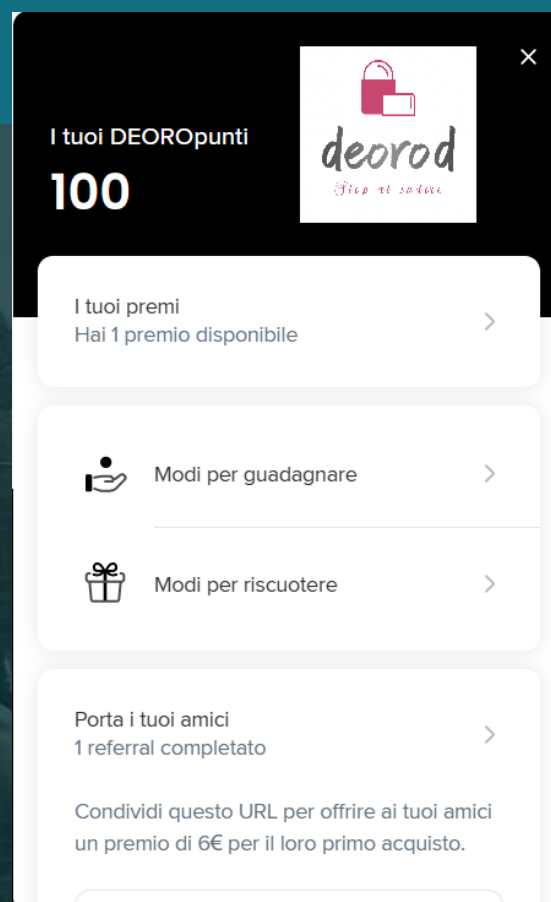 I tuoi DEOROpunti
100
deorod
I tuoi premi
Hai 1 premio disponibile
Modi per guadagnare
Modi per riscuotere
Porta i tuoi amici
1 referral completato
Condividi questo URL per offrire ai tuoi amici
un premio di 6€ per il loro primo acquisto.